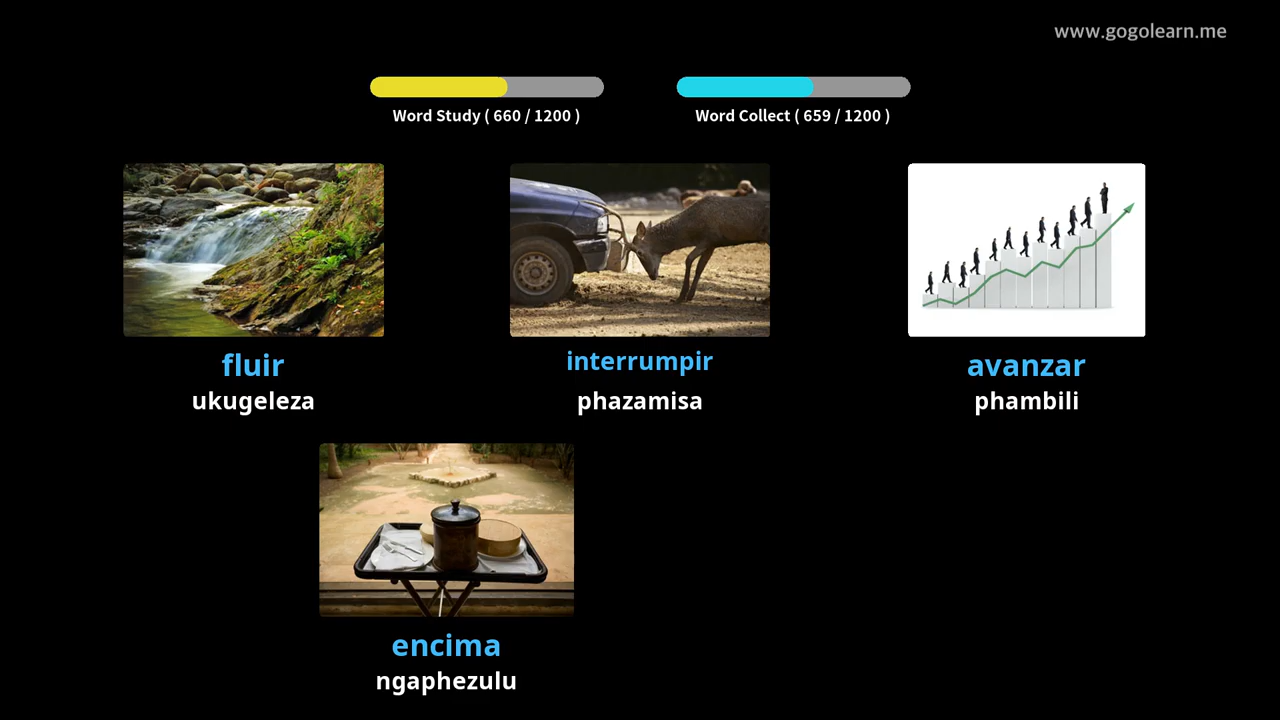 www.gogolearn.me
Word Study ( 660 / 1200 )
Word Collect ( 659 / 1200 )
fluir
ukugeleza
interrumpir
phazamisa
avanzar
phambili
encima
ngaphezulu